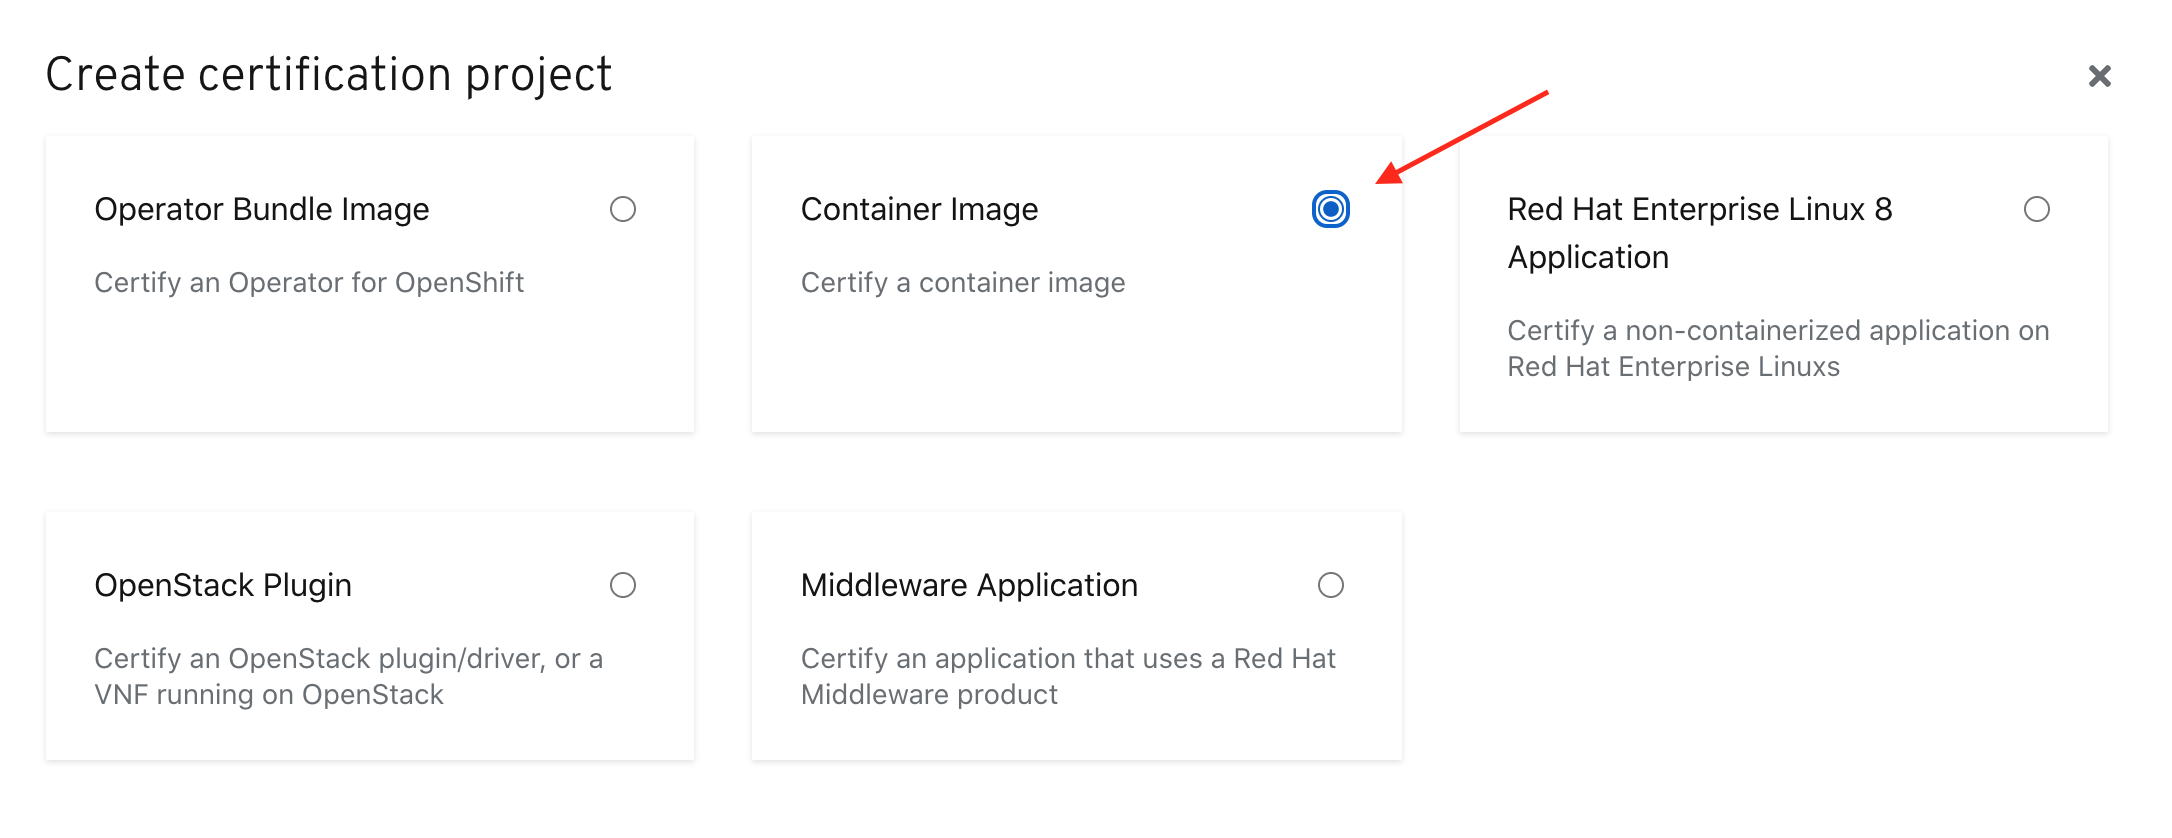 Create certification project
Operator Bundle Image
Certify an Operator for OpenShift
Container Image
Certify a container image
Red Hat Enterprise Linux 8
Application
Certify a non-containerized application on
Red Hat Enterprise Linuxs
OpenStack Plugin
Certify an OpenStack plugin/driver, or a
VNF running on OpenStack
Middleware Application
Certify an application that uses a Red Hat
Middleware product